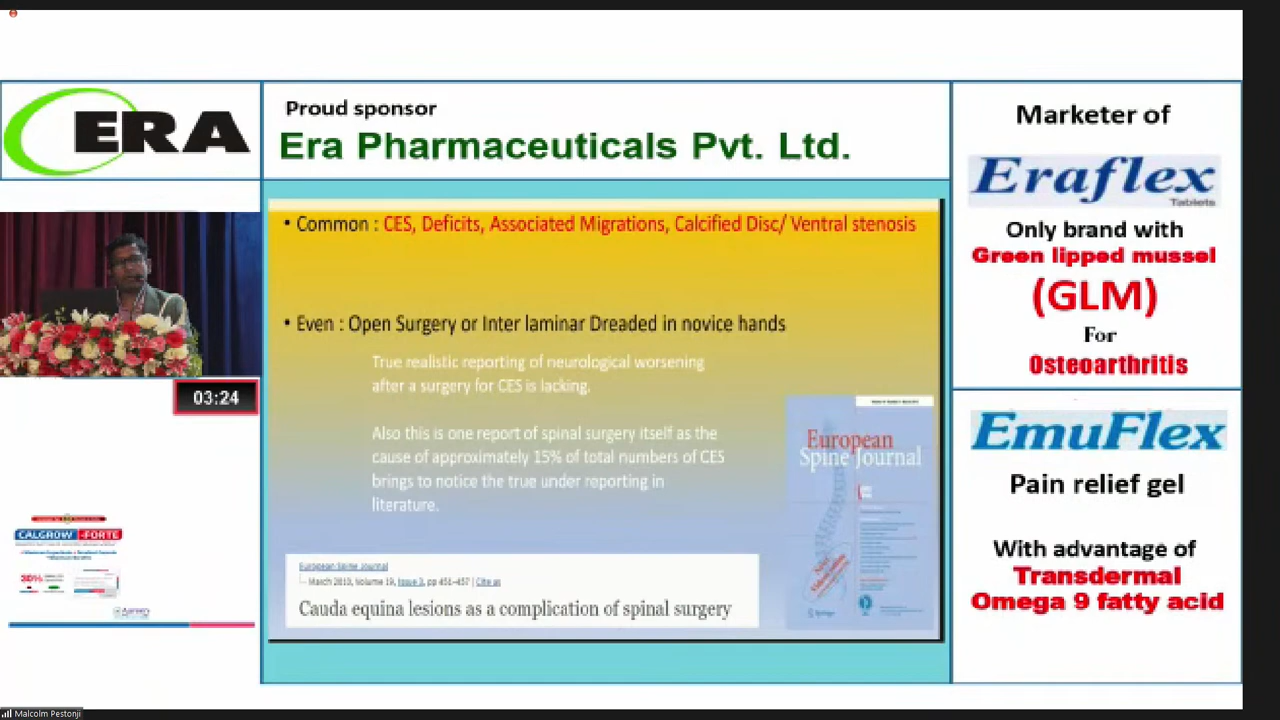 ERA
Proud sponsor
Era Pharmaceuticals Pvt. Ltd.
• Common : CES, Deficits, Associated Migrations, Calcified Disc/ Ventral stenosis
• Even : Open Surgery or Inter laminar Dreaded in novice hands
True realistic reporting of neurological worsening
after a surgery for CES is lacking.
Also this is one report of spinal surgery itself as the
cause of approximately 15% of total numbers of CES
brings to notice the true under reporting in
literature.
European
Spine Journal
Springer
European Spine Journal
March 2010, Volume 19, Issue 3, pp 451–457 | Cite as
Cauda equina lesions as a complication of spinal surgery
03:24
CALGROW -FORTE
Marketer of
Eraflex
Tablets
Only brand with
Green lipped mussel
(GLM)
For
Osteoarthritis
EmuFlex
Pain relief gel
With advantage of
Transdermal
Omega 9 fatty acid
Malcolm Pestonji